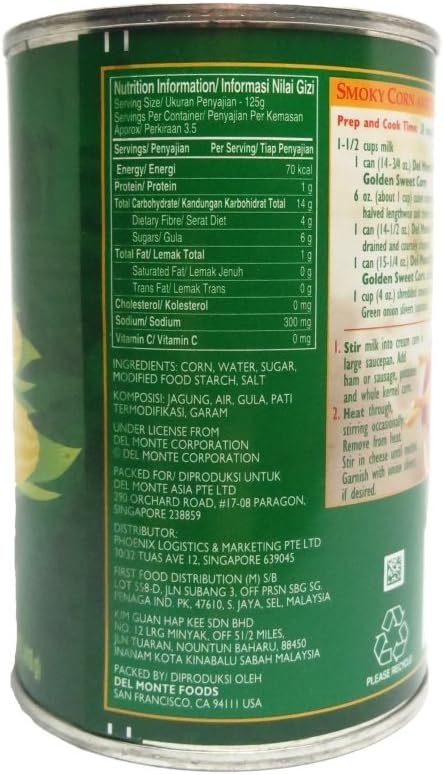 Nutrition Information/ Informasi Nilai Gizi
Serving Size/ Ukuran Penyajian - 125g
Servings Per Container/ Penyajian Per Kemasan
Approx/ Perkiraan 3.5
Servings/ Penyajian Per Serving/ Tiap Penyajian
Energy/ Energi 70 kcal
Protein/ Protein 1 g
Total Carbohydrate/ Kandungan Karbohidrat Total 14 g
Dietary Fibre/ Serat Diet 4 g
Sugars/ Gula 6 g
Total Fat/ Lemak Total 1 g
Saturated Fat/ Lemak Jenuh 0 g
Trans Fat/ Lemak Trans 0 g
Cholesterol/ Kolesterol 0 mg
Sodium/ Sodium 300 mg
Vitamin C/ Vitamin C 0 mg
INGREDIENTS: CORN, WATER, SUGAR,
MODIFIED FOOD STARCH, SALT
KOMPOSISI: JAGUNG, AIR, GULA, PATI
TERMODIFIKASI, GARAM
UNDER LICENSE FROM
DEL MONTE CORPORATION
© DEL MONTE CORPORATION
PACKED FOR/ DIPRODUKSI UNTUK
DEL MONTE ASIA PTE LTD
290 ORCHARD ROAD, #17-08 PARAGON,
SINGAPORE 238859
DISTRIBUTOR:
PHOENIX LOGISTICS & MARKETING PTE LTD
30/32 TUAS AVE 12, SINGAPORE 639045
FIRST FOOD DISTRIBUTION (M) S/B
LOT 558-D, JLN SUBANG 3, OFF PRSN SBG SG.
PENAGA IND. PK, 47610, S. JAYA, SEL. MALAYSIA
KIM GUAN HAP KEE SDN BHD
NO. 12 LRG MINYAK, OFF 51/2 MILES,
JLN TUARAN, NOUNTUN BAHARU, 88450
INANAM KOTA KINABALU SABAH MALAYSIA
PACKED BY/ DIPRODUKSI OLEH
DEL MONTE FOODS
SAN FRANCISCO, CA 94111 USA
SMOKY CORN
Prep and Cook Time:
1-1/2 cups milk
1 can (14-3/4 oz.) Del
Golden Sweet
6 oz. (about 1 cup)
halved lengthwise and
1 can (14-1/2 oz.) Del
drained and coarsely
1 can (15-1/4 oz.) Del
Golden Sweet
1 cup (4 oz.) shredded
Green onion slivers
1. Stir milk into cream
large saucepan. Add
ham or sausage,
and whole kernel
2. Heat through,
stirring occasionally.
Remove from heat.
Stir in cheese until
Garnish with onion
if desired.
PLEASE RECYCLE